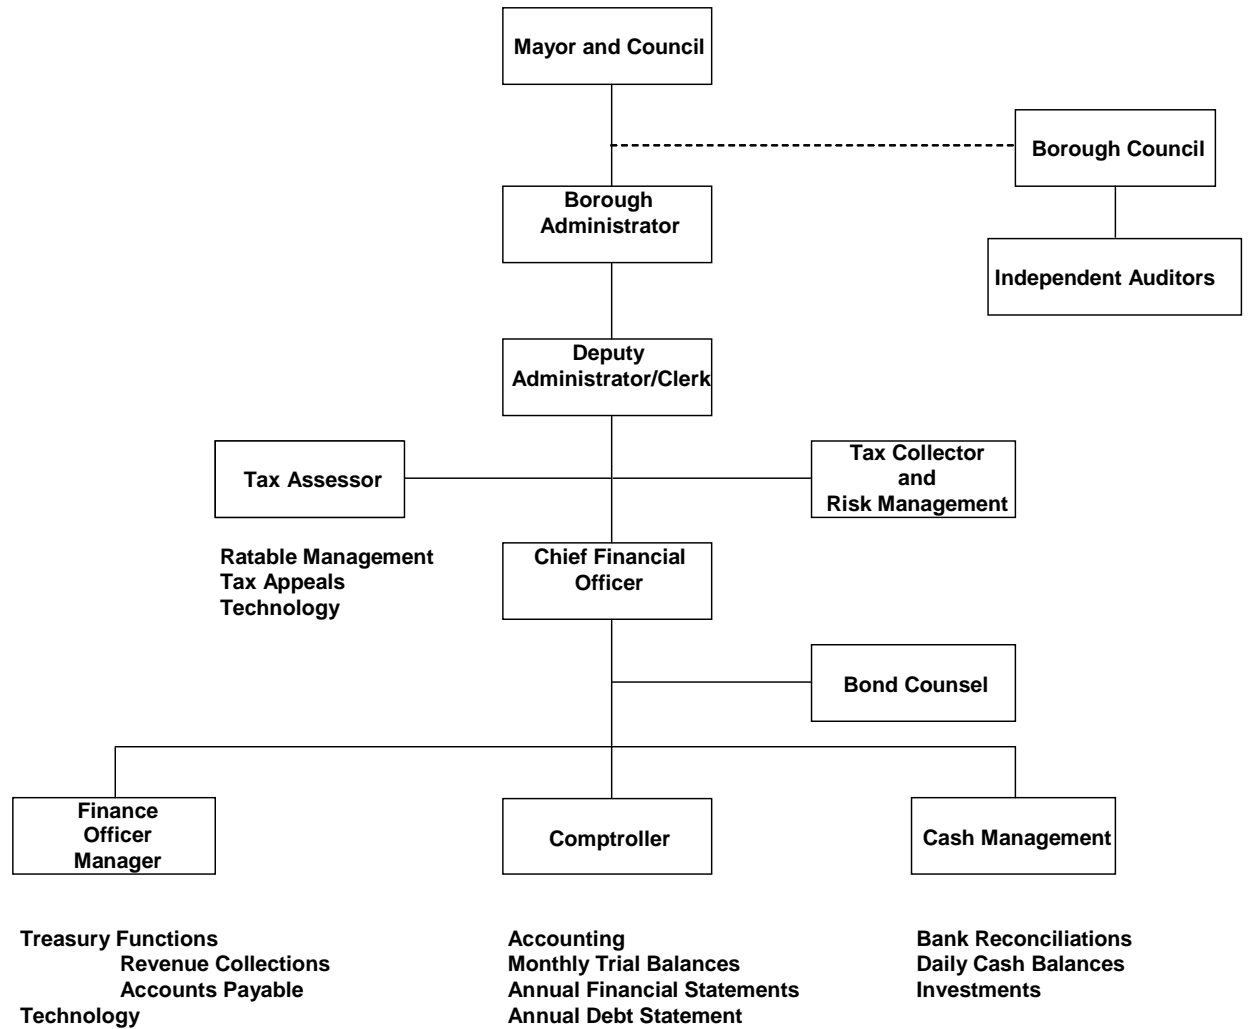 Mayor and Council
Borough Council
Borough
Administrator
Independent Auditors
Deputy
Administrator/Clerk
Tax Assessor
Tax Collector
and
Risk Management
Ratable Management
Tax Appeals
Technology
Chief Financial
Officer
Bond Counsel
Finance
Officer
Manager
Comptroller
Cash Management
Treasury Functions
Revenue Collections
Accounts Payable
Technology
Accounting
Monthly Trial Balances
Annual Financial Statements
Annual Debt Statement
Bank Reconciliations
Daily Cash Balances
Investments